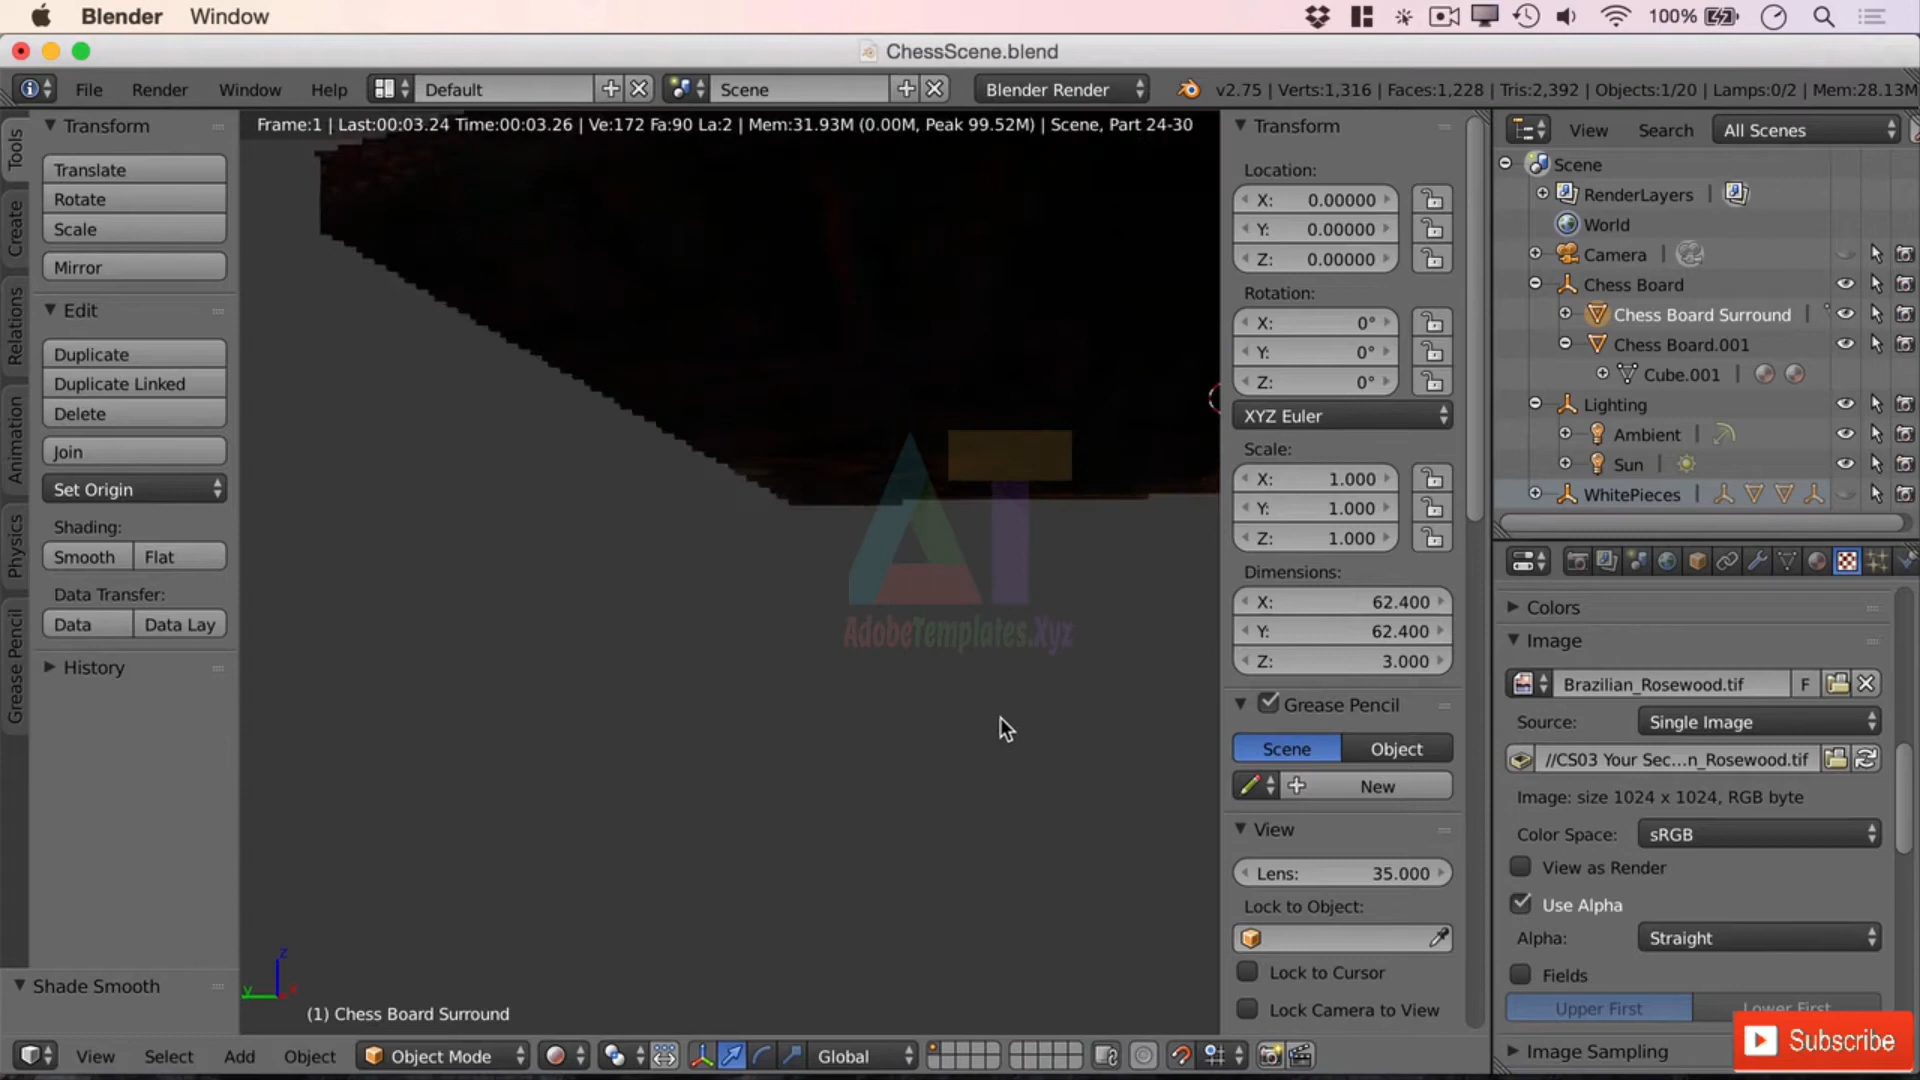 Blender Window 100%
ChessScene.blend
File Render Window Help Default Scene Blender Render v2.75 | Verts:1,316 | Faces:1,228 | Tris:2,392 | Objects:1/20 | Lamps:0/2 | Mem:28.13M
Frame:1 | Last:00:03.24 Time:00:03.26 | Ve:172 Fa:90 La:2 | Mem:31.93M (0.00M, Peak 99.52M) | Scene, Part 24-30
Tools
Create
Relations
Animation
Physics
Grease Pencil
Transform
Translate
Rotate
Scale
Mirror
Edit
Duplicate
Duplicate Linked
Delete
Join
Set Origin
Shading:
Smooth Flat
Data Transfer:
Data Data Lay
History
Shade Smooth
AdobeTemplates.Xyz
z
y x
(1) Chess Board Surround
Transform
Location:
X: 0.00000
Y: 0.00000
Z: 0.00000
Rotation:
X: 0°
Y: 0°
Z: 0°
XYZ Euler
Scale:
X: 1.000
Y: 1.000
Z: 1.000
Dimensions:
X: 62.400
Y: 62.400
Z: 3.000
Grease Pencil
Scene Object
New
View
Lens: 35.000
Lock to Object:
Lock to Cursor
Lock Camera to View
View Search All Scenes
Scene
RenderLayers |
World
Camera |
Chess Board
Chess Board Surround |
Chess Board.001
Cube.001 |
Lighting
Ambient |
Sun |
WhitePieces |
Colors
Image
Brazilian_Rosewood.tif F
Source: Single Image
//CS03 Your Sec...n_Rosewood.tif
Image: size 1024 x 1024, RGB byte
Color Space: sRGB
View as Render
Use Alpha
Alpha: Straight
Fields
Upper First Lower First
Image Sampling
Subscribe
View Select Add Object Object Mode Global